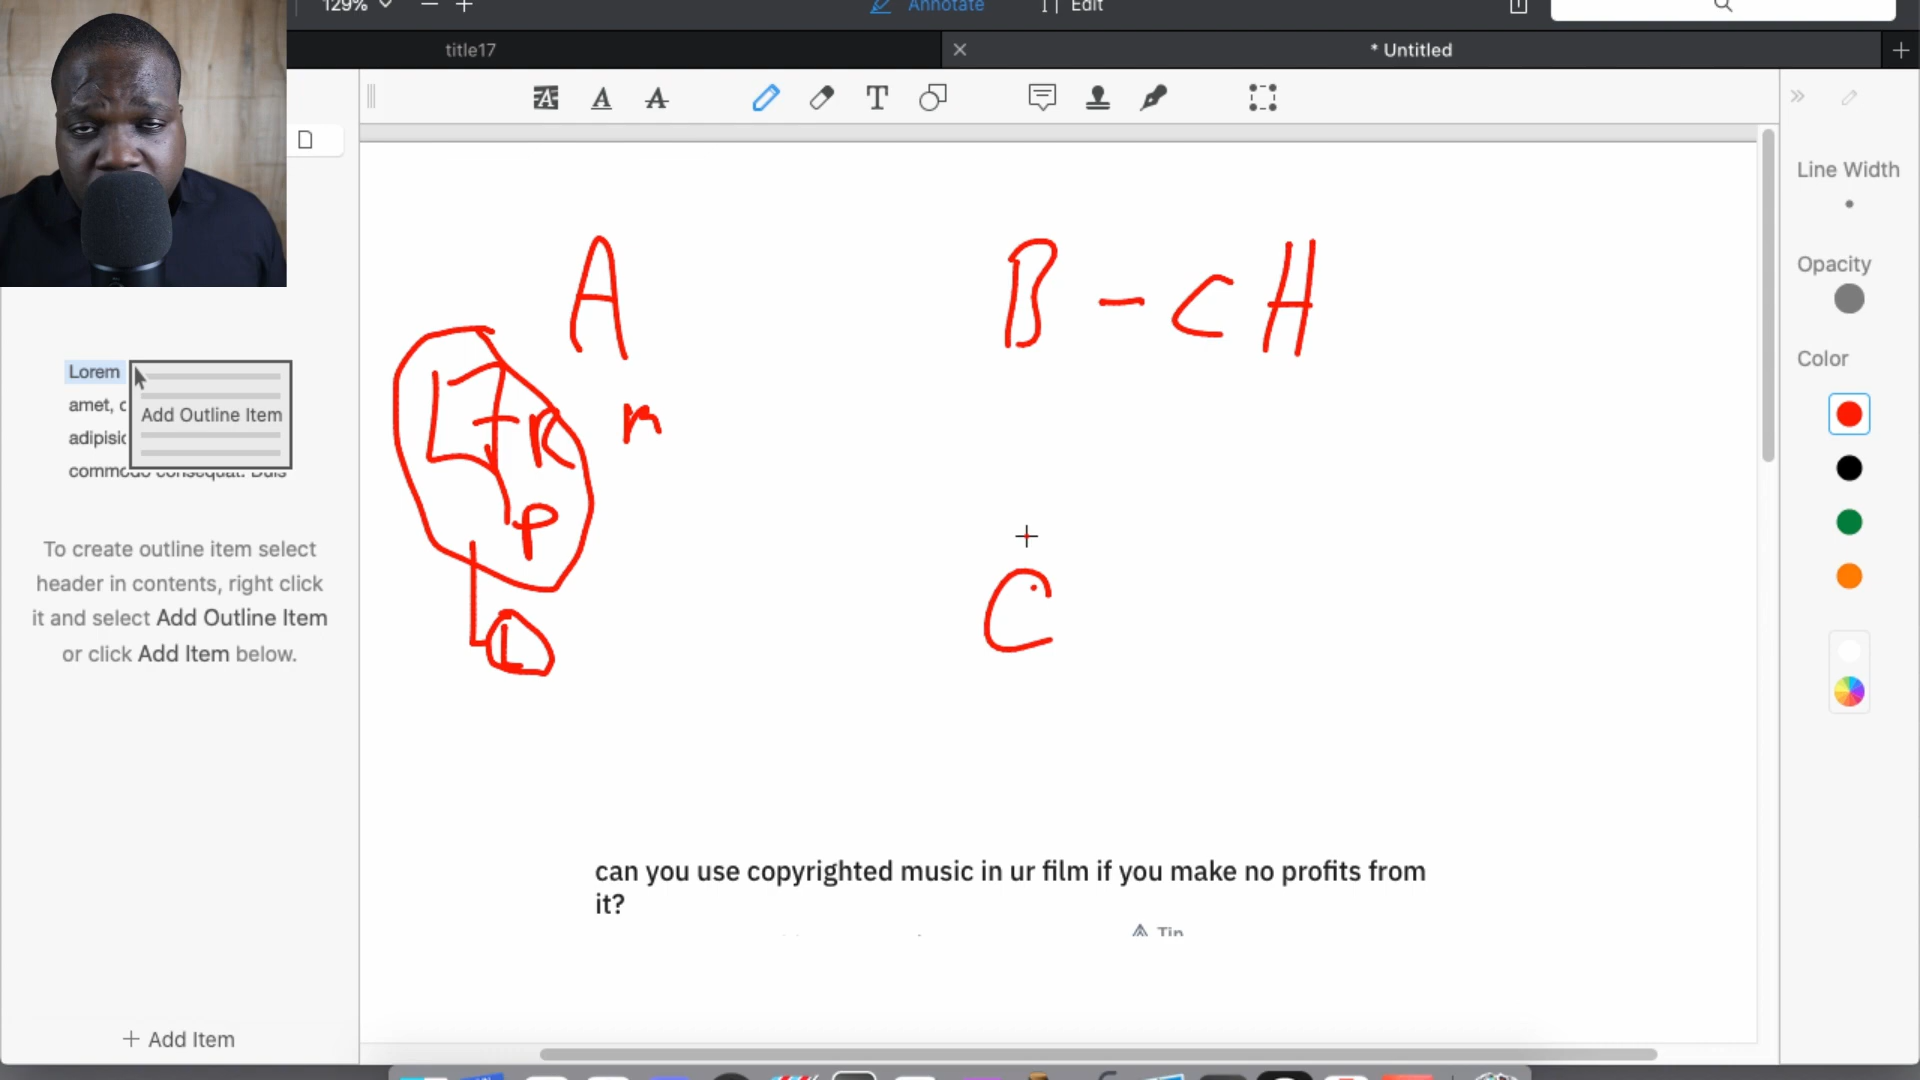 129%
Annotate
Edit
title17
* Untitled
Line Width
Opacity
Color
Lorem
Add Outline Item
amet, c
adipisic
To create outline item select
header in contents, right click
it and select Add Outline Item
or click Add Item below.
+ Add Item
A
B - CH
R
n
P
L
C
can you use copyrighted music in ur film if you make no profits from
it?